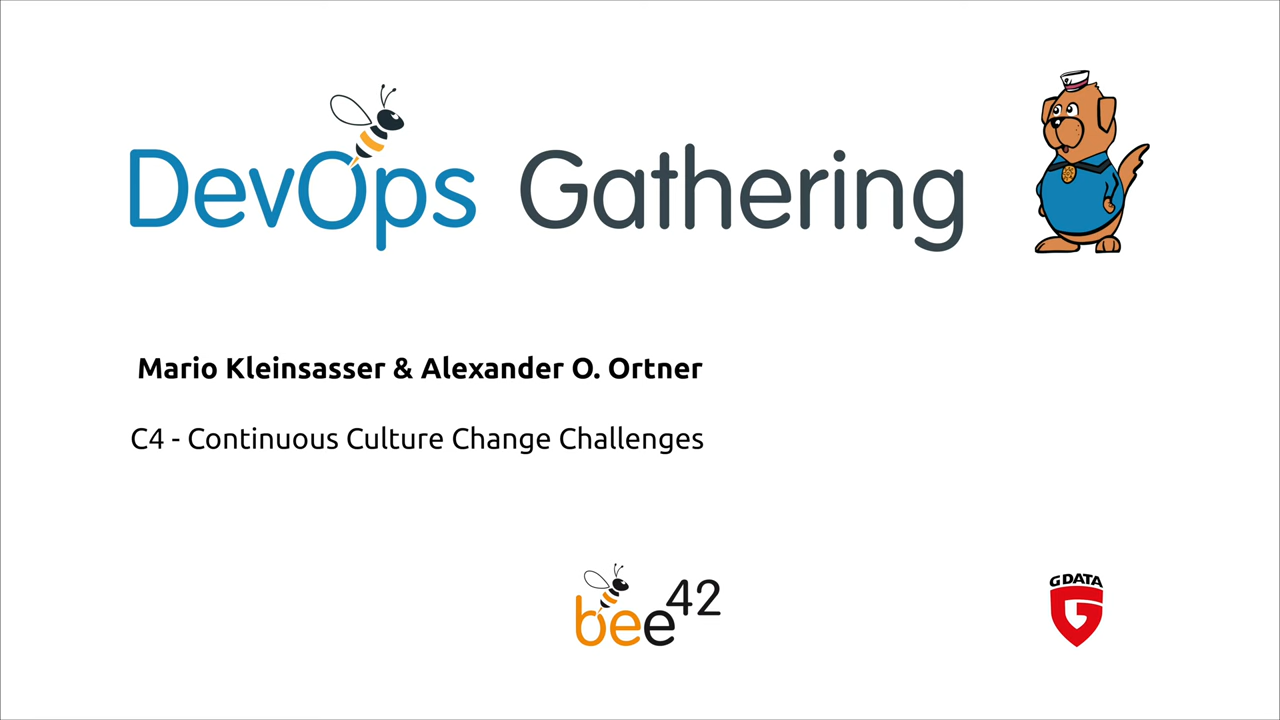 DevOps Gathering
Mario Kleinsasser & Alexander O. Ortner
C4 - Continuous Culture Change Challenges
bee42
G DATA